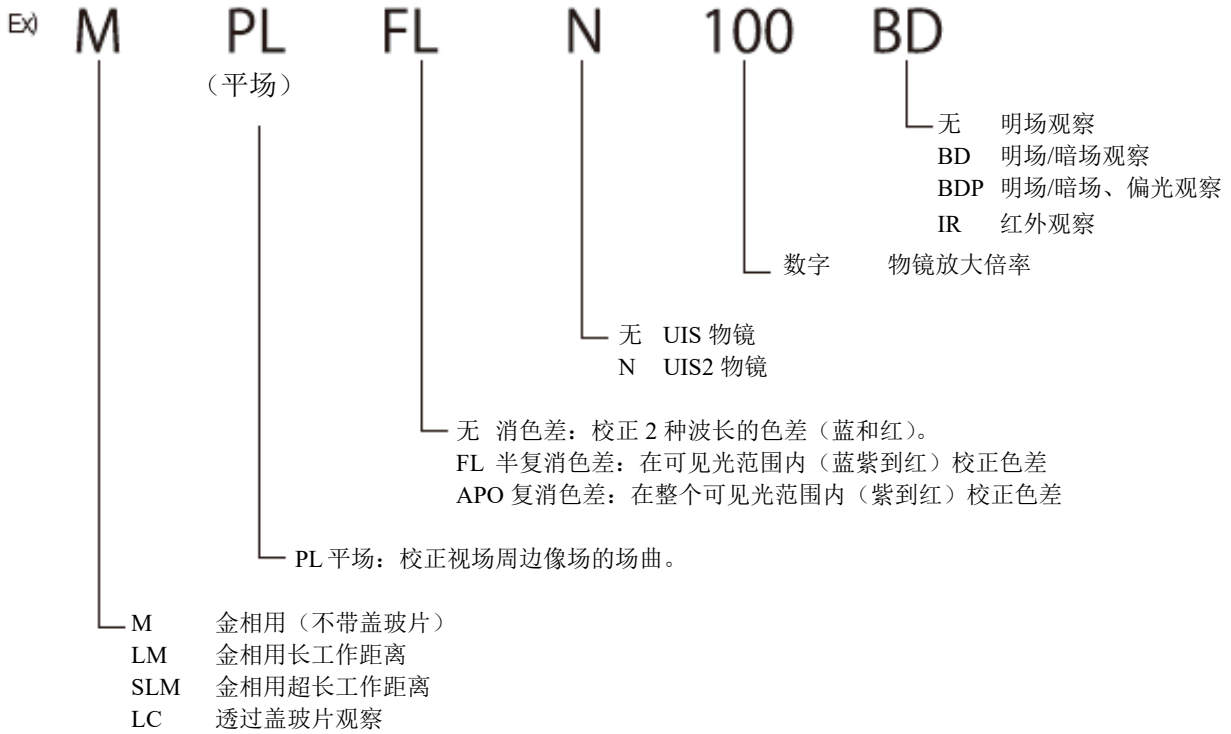 Ex) M PL FL N 100 BD
（平场）
无 明场观察
BD 明场/暗场观察
BDP 明场/暗场、偏光观察
IR 红外观察
数字 物镜放大倍率
无 UIS 物镜
N UIS2 物镜
无 消色差：校正 2 种波长的色差（蓝和红）。
FL 半复消色差：在可见光范围内（蓝紫到红）校正色差
APO 复消色差：在整个可见光范围内（紫到红）校正色差
PL 平场：校正视场周边像场的场曲。
M 金相用（不带盖玻片）
LM 金相用长工作距离
SLM 金相用超长工作距离
LC 透过盖玻片观察